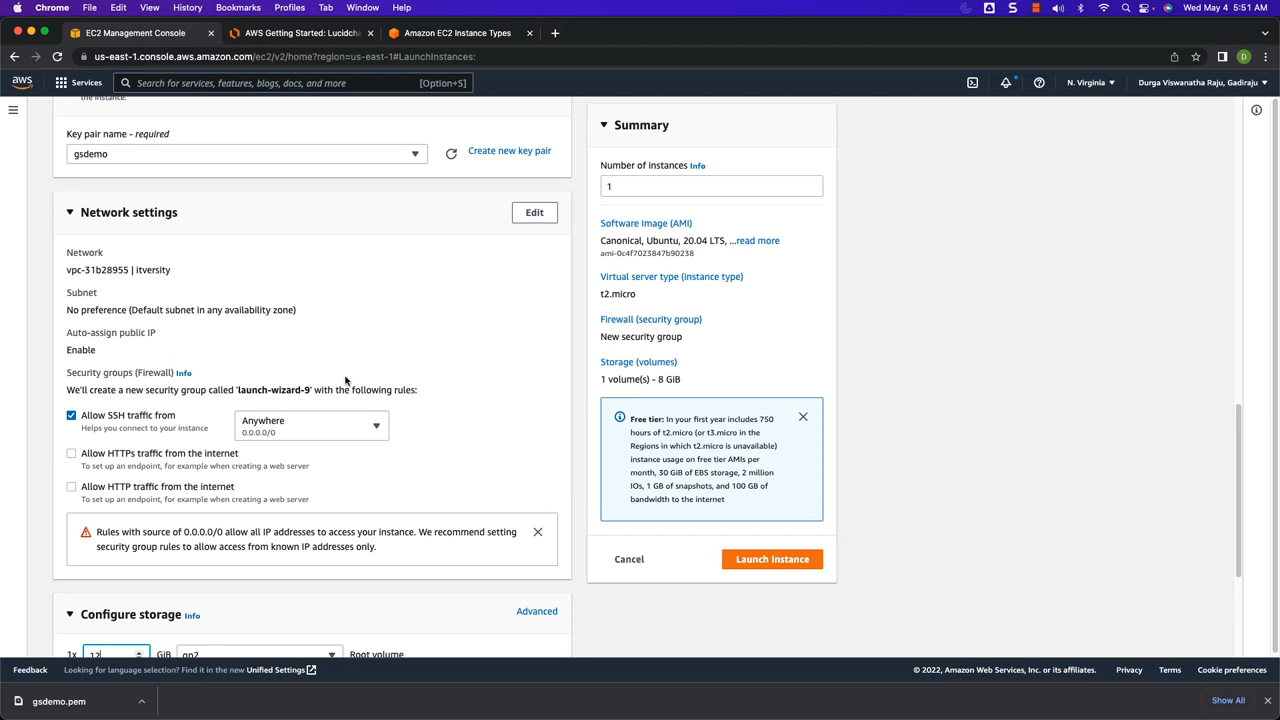 Chrome File Edit View History Bookmarks Profiles Tab Window Help
Wed May 4 5:51 AM
EC2 Management Console
AWS Getting Started: Lucidcha
Amazon EC2 Instance Types
us-east-1.console.aws.amazon.com/ec2/v2/home?region=us-east-1#LaunchInstances:
aws Services Search for services, features, blogs, docs, and more [Option+S]
N. Virginia Durga Viswanatha Raju, Gadiraju
the instance.
Key pair name - required
gsdemo
Create new key pair
Network settings
Edit
Network
vpc-31b28955 | itversity
Subnet
No preference (Default subnet in any availability zone)
Auto-assign public IP
Enable
Security groups (Firewall) Info
We'll create a new security group called 'launch-wizard-9' with the following rules:
Allow SSH traffic from
Helps you connect to your instance
Anywhere
0.0.0.0/0
Allow HTTPs traffic from the internet
To set up an endpoint, for example when creating a web server
Allow HTTP traffic from the internet
To set up an endpoint, for example when creating a web server
Rules with source of 0.0.0.0/0 allow all IP addresses to access your instance. We recommend setting
security group rules to allow access from known IP addresses only.
Configure storage Info
Advanced
1x 12 GiB gp2 Root volume
Summary
Number of instances Info
1
Software Image (AMI)
Canonical, Ubuntu, 20.04 LTS, ...read more
ami-0c4f7023847b90238
Virtual server type (instance type)
t2.micro
Firewall (security group)
New security group
Storage (volumes)
1 volume(s) - 8 GiB
Free tier: In your first year includes 750
hours of t2.micro (or t3.micro in the
Regions in which t2.micro is unavailable)
instance usage on free tier AMIs per
month, 30 GiB of EBS storage, 2 million
IOs, 1 GB of snapshots, and 100 GB of
bandwidth to the internet
Cancel
Launch instance
Feedback Looking for language selection? Find it in the new Unified Settings
© 2022, Amazon Web Services, Inc. or its affiliates. Privacy Terms Cookie preferences
gsdemo.pem
Show All